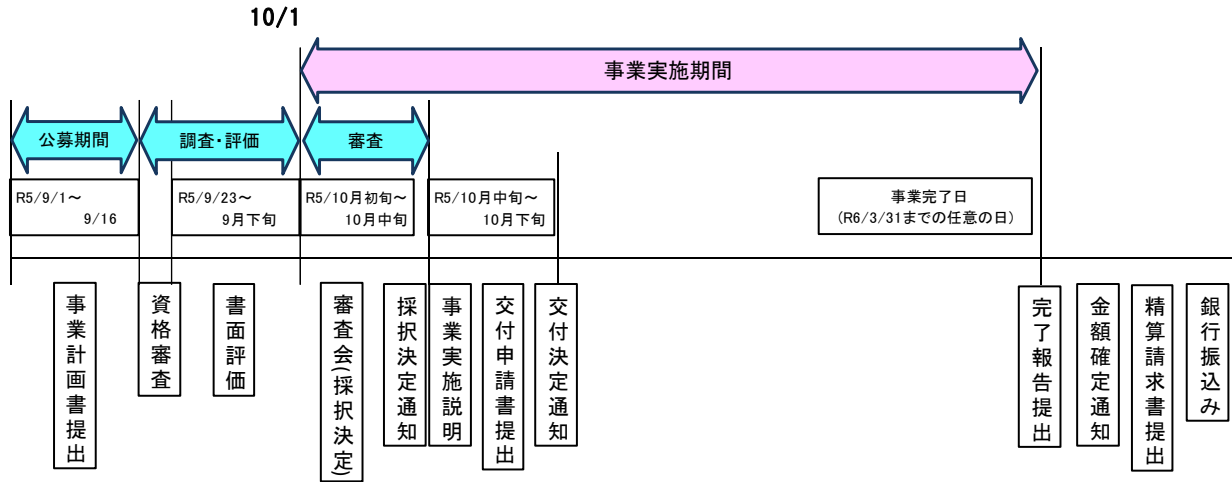 10/1
事業実施期間
公募期間
調査・評価
審査
R5/9/1～
9/16
R5/9/23～
9月下旬
R5/10月初旬～
10月中旬
R5/10月中旬～
10月下旬
事業完了日
（R6/3/31までの任意の日）
事業計画書提出
資格審査
書面評価
審査会(採択決定)
採択決定通知
事業実施説明
交付申請書提出
交付決定通知
完了報告提出
金額確定通知
精算請求書提出
銀行振込み